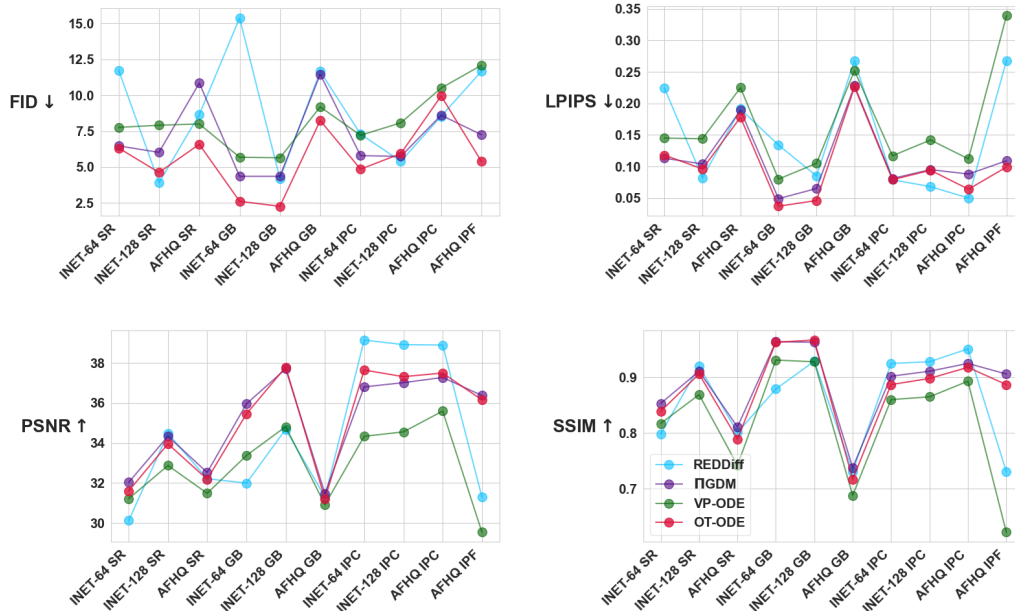 FID ↓
15.0
12.5
10.0
7.5
5.0
2.5
INET-64 SR
INET-128 SR
AFHQ SR
INET-64 GB
INET-128 GB
AFHQ GB
INET-64 IPC
INET-128 IPC
AFHQ IPC
AFHQ IPF
LPIPS ↓
0.35
0.30
0.25
0.20
0.15
0.10
0.05
INET-64 SR
INET-128 SR
AFHQ SR
INET-64 GB
INET-128 GB
AFHQ GB
INET-64 IPC
INET-128 IPC
AFHQ IPC
AFHQ IPF
PSNR ↑
38
36
34
32
30
INET-64 SR
INET-128 SR
AFHQ SR
INET-64 GB
INET-128 GB
AFHQ GB
INET-64 IPC
INET-128 IPC
AFHQ IPC
AFHQ IPF
SSIM ↑
0.9
0.8
0.7
REDDiff
ΠGDM
VP-ODE
OT-ODE
INET-64 SR
INET-128 SR
AFHQ SR
INET-64 GB
INET-128 GB
AFHQ GB
INET-64 IPC
INET-128 IPC
AFHQ IPC
AFHQ IPF